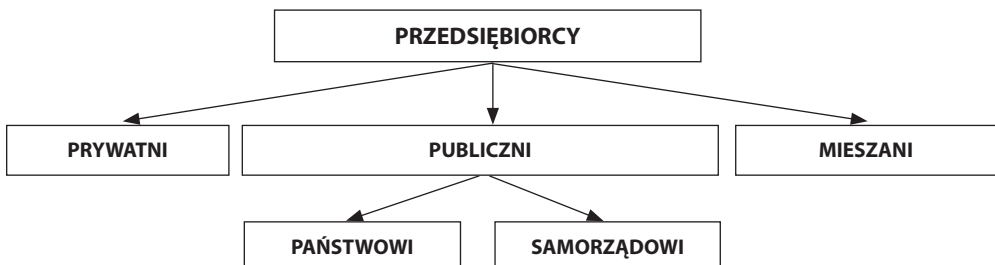 PRZEDSIĘBIORCY
PRYWATNI
PUBLICZNI
MIESZANI
PAŃSTWOWI
SAMORZĄDOWI